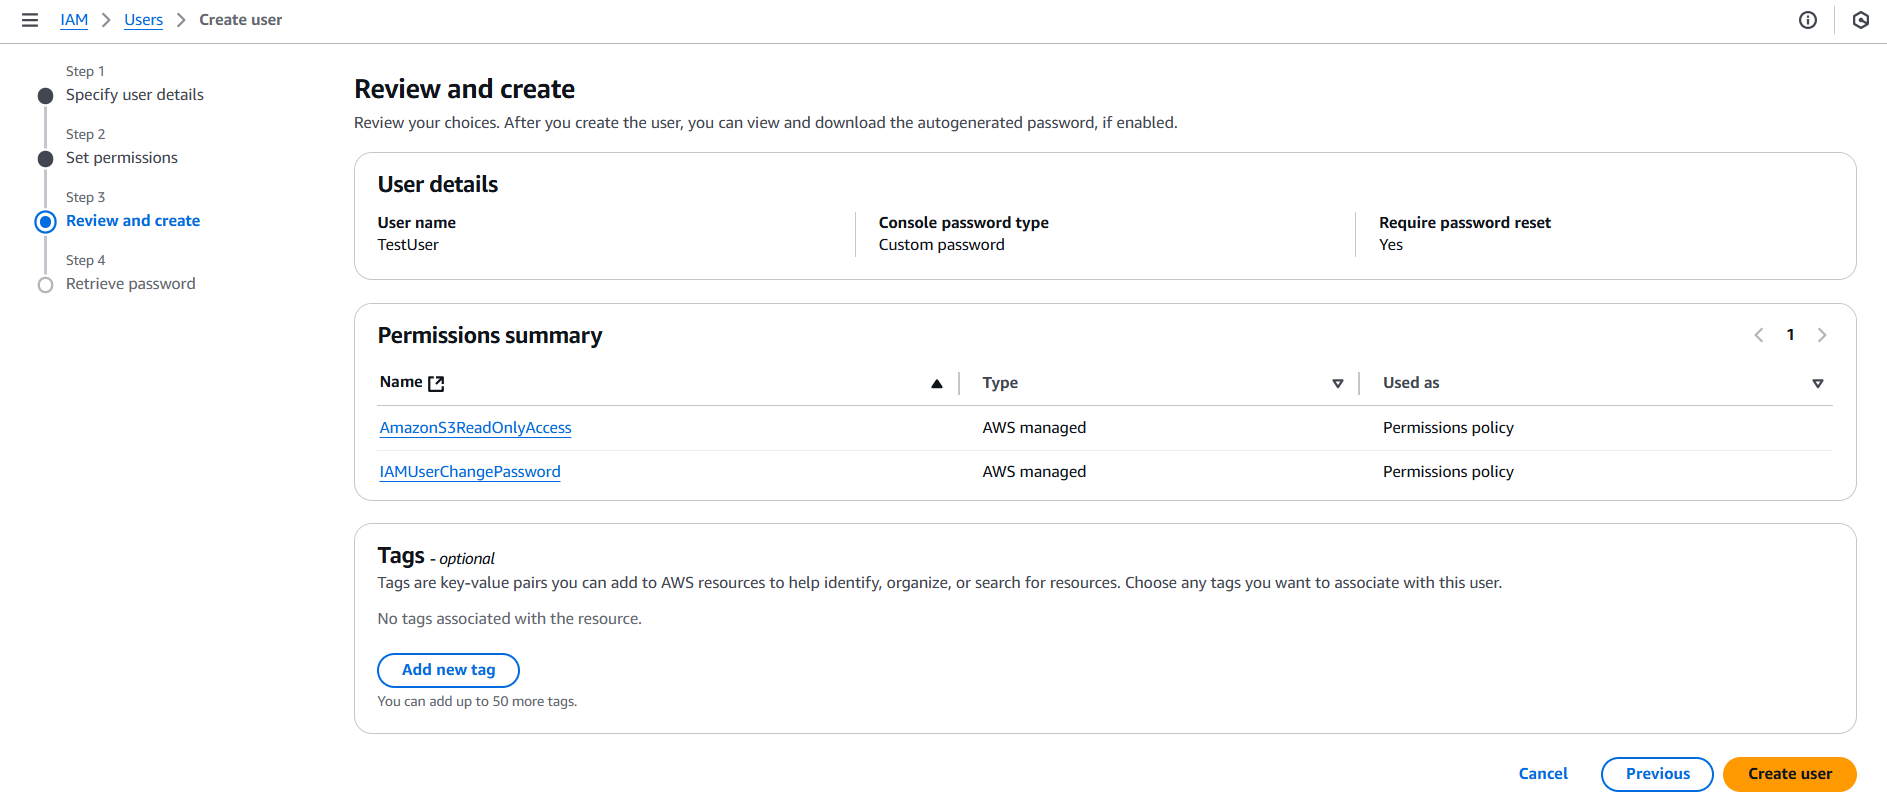 IAM > Users > Create user
Step 1
Specify user details
Step 2
Set permissions
Step 3
Review and create
Step 4
Retrieve password
Review and create
Review your choices. After you create the user, you can view and download the autogenerated password, if enabled.
User details
User name Console password type Require password reset
TestUser Custom password Yes
Permissions summary 1
Name Type Used as
AmazonS3ReadOnlyAccess AWS managed Permissions policy
IAMUserChangePassword AWS managed Permissions policy
Tags - optional
Tags are key-value pairs you can add to AWS resources to help identify, organize, or search for resources. Choose any tags you want to associate with this user.
No tags associated with the resource.
Add new tag
You can add up to 50 more tags.
Cancel Previous Create user